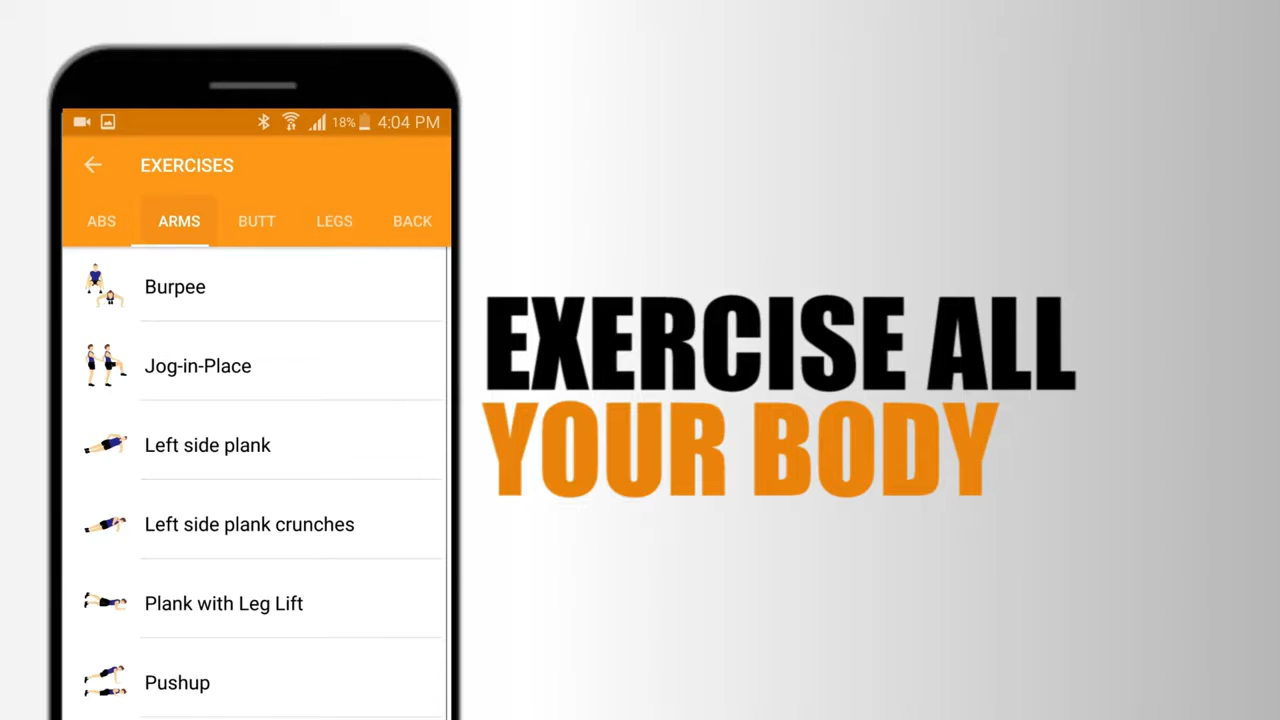 18% 4:04 PM
EXERCISES
ABS ARMS BUTT LEGS BACK
Burpee
Jog-in-Place
Left side plank
Left side plank crunches
Plank with Leg Lift
Pushup
EXERCISE ALL
YOUR BODY